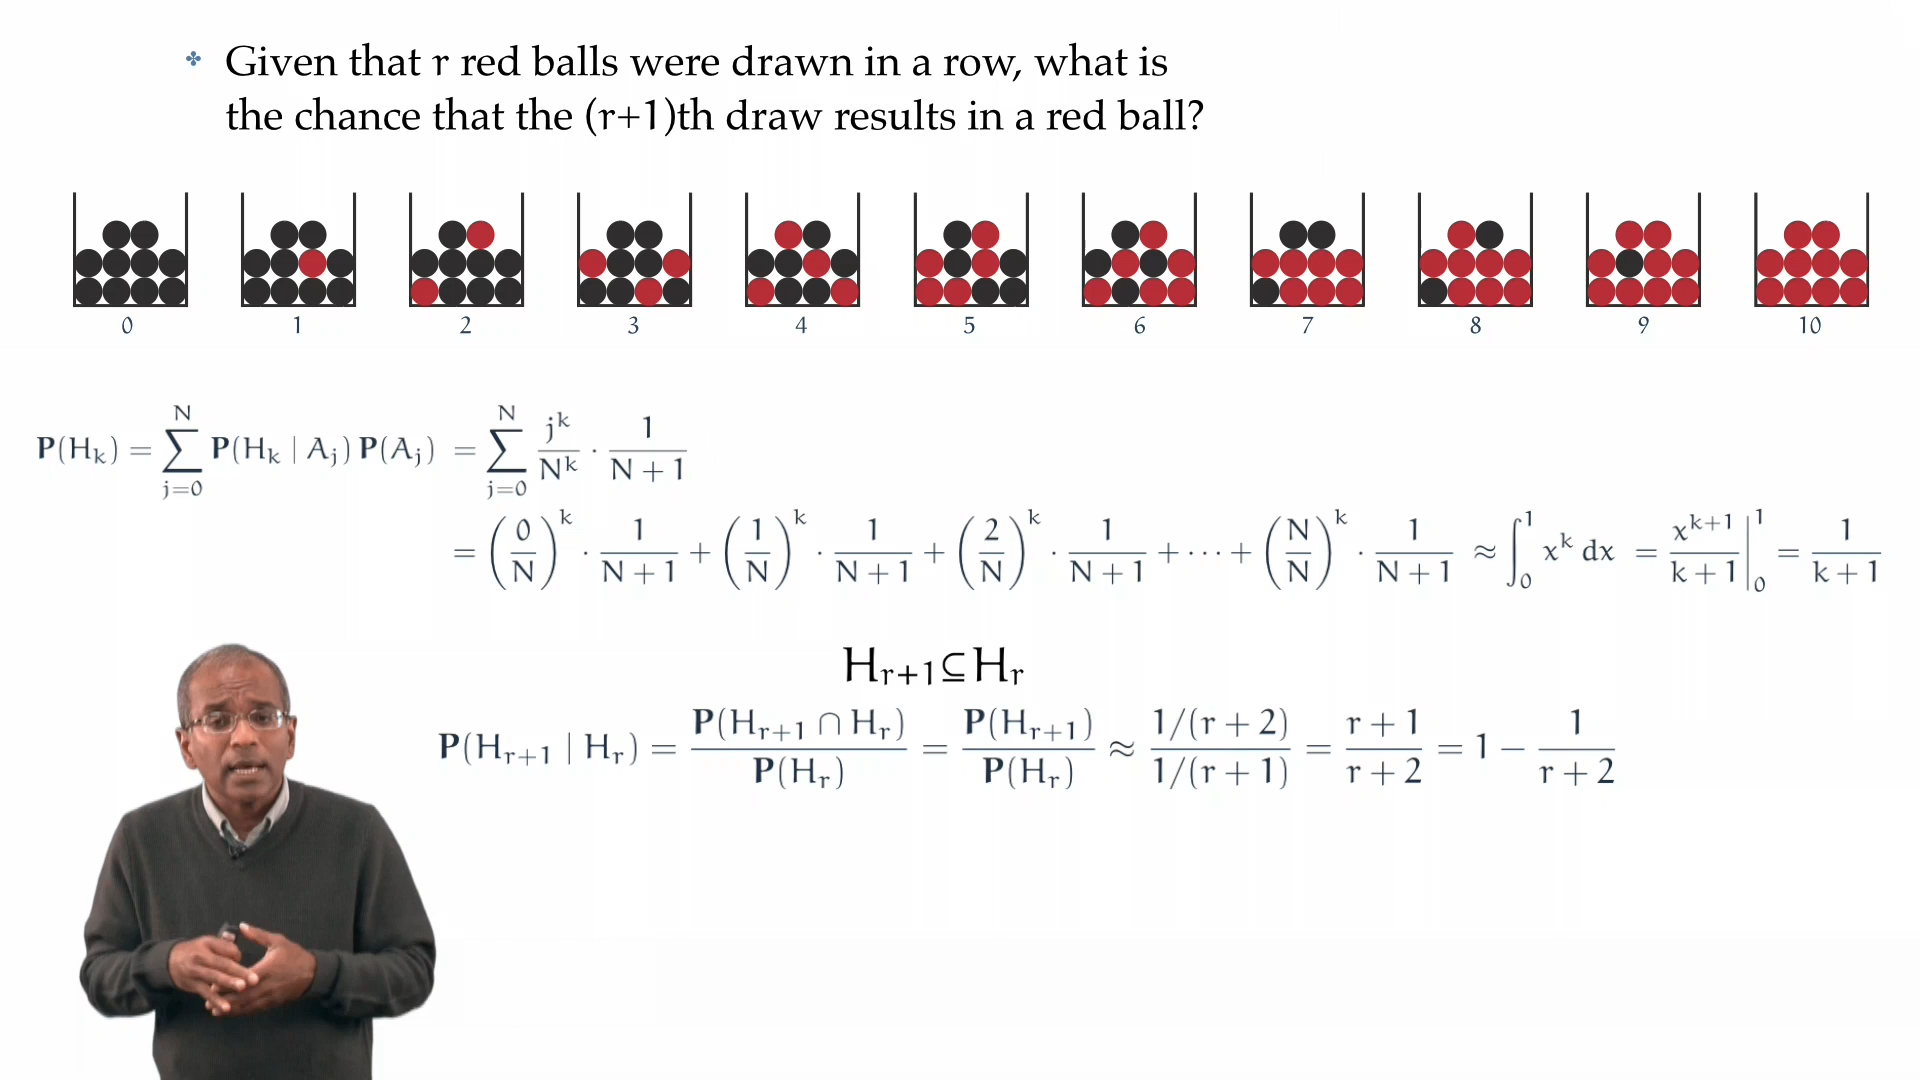 Given that r red balls were drawn in a row, what is
the chance that the (r+1)th draw results in a red ball?
0 1 2 3 4 5 6 7 8 9 10
P(H_k) = ∑_{j=0}^{N} P(H_k | A_j) P(A_j) = ∑_{j=0}^{N} j^k/N^k · 1/(N + 1)
= (0/N)^k · 1/(N + 1) + (1/N)^k · 1/(N + 1) + (2/N)^k · 1/(N + 1) + ⋯ + (N/N)^k · 1/(N + 1) ≈ ∫_0^1 x^k dx = x^{k+1}/(k + 1) |_0^1 = 1/(k + 1)
H_{r+1} ⊆ H_r
P(H_{r+1} | H_r) = P(H_{r+1} ∩ H_r)/P(H_r) = P(H_{r+1})/P(H_r) ≈ (1/(r + 2))/(1/(r + 1)) = (r + 1)/(r + 2) = 1 − 1/(r + 2)